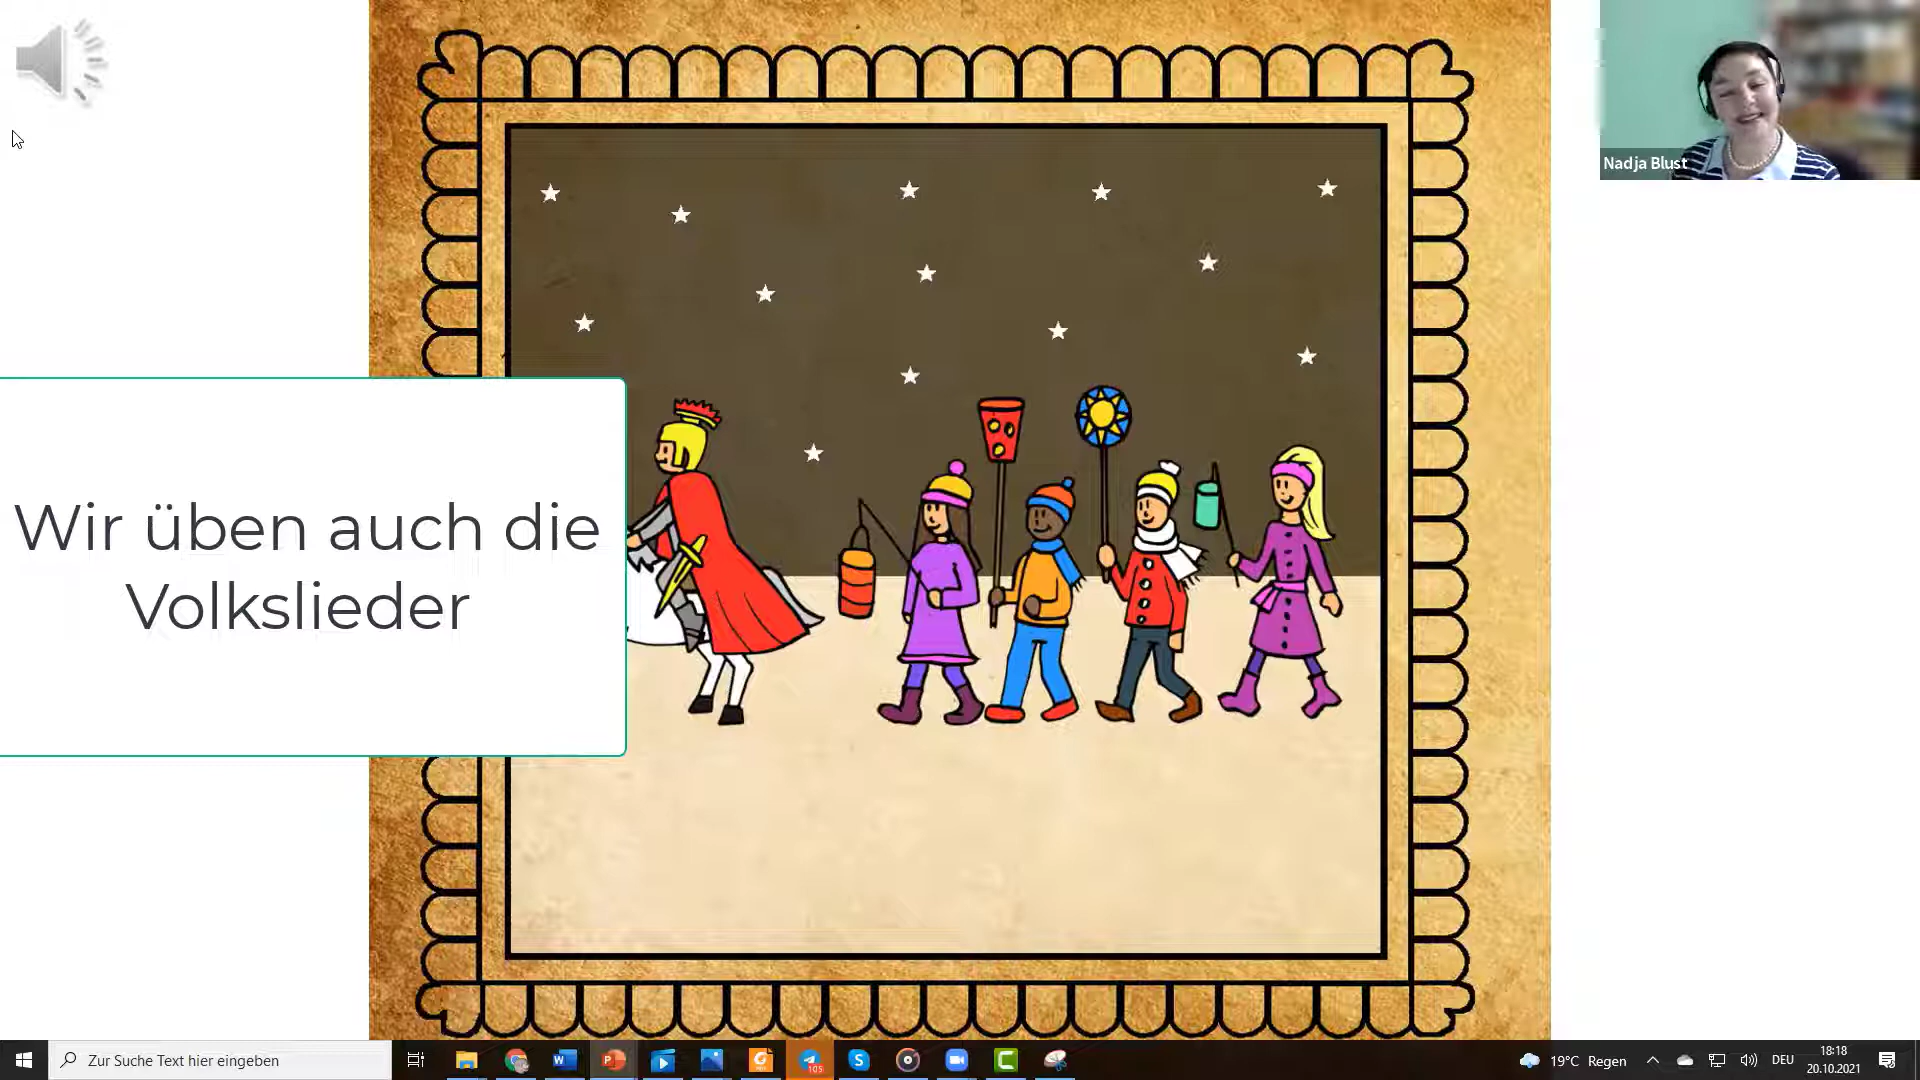 Nadja Blust
Wir üben auch die
Volkslieder
Zur Suche Text hier eingeben
105
19°C Regen
DEU
18:18
20.10.2021